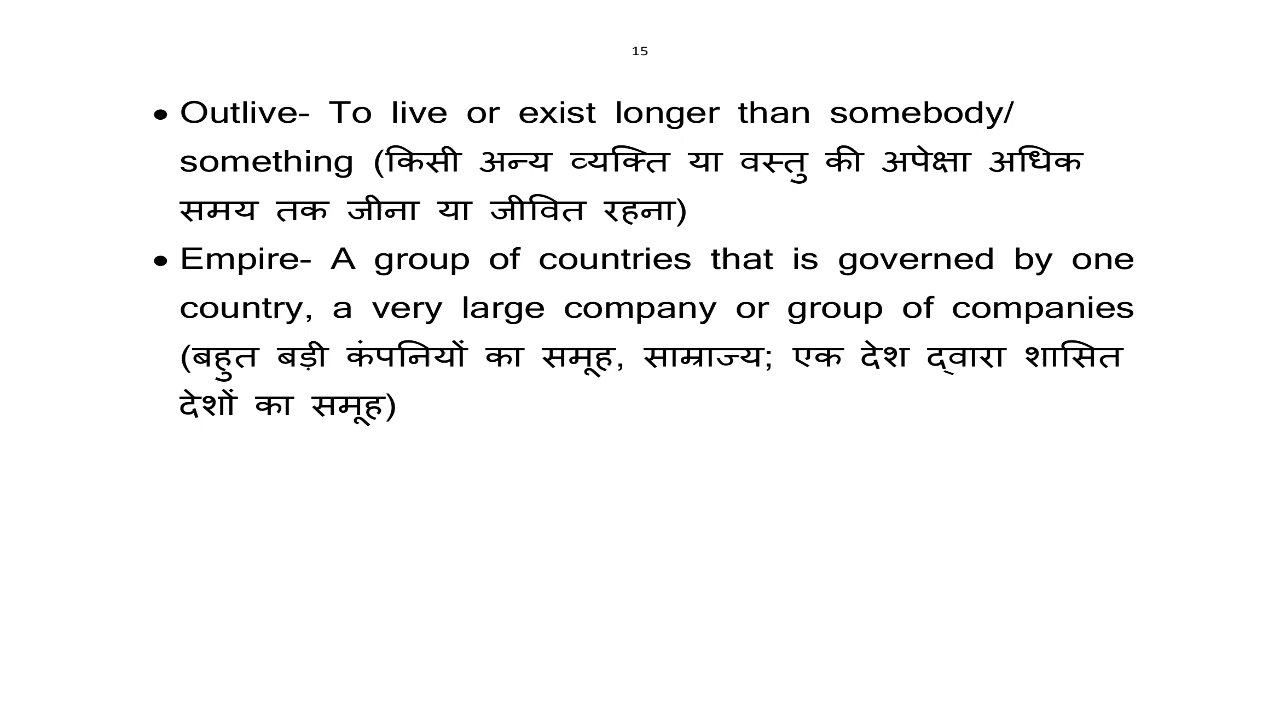 15
• Outlive- To live or exist longer than somebody/
something (किसी अन्य व्यक्ति या वस्तु की अपेक्षा अधिक
समय तक जीना या जीवित रहना)
• Empire- A group of countries that is governed by one
country, a very large company or group of companies
(बहुत बड़ी कंपनियों का समूह, साम्राज्य; एक देश द्वारा शासित
देशों का समूह)